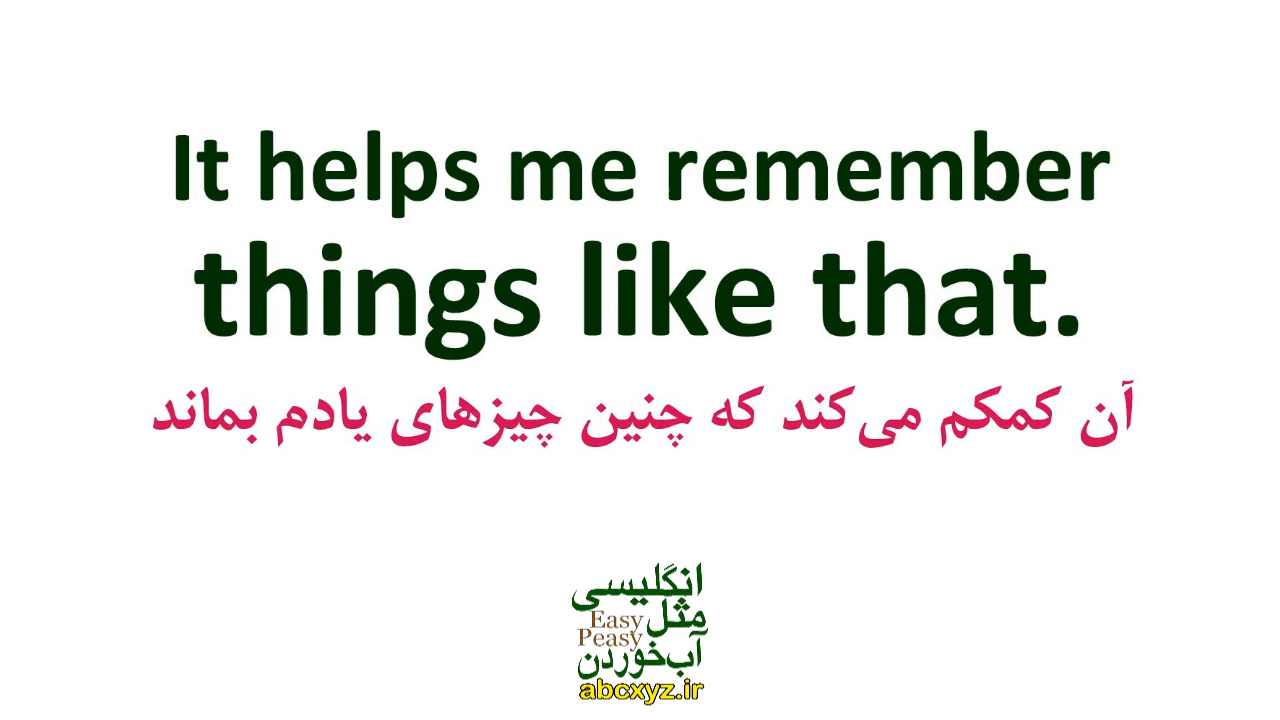 It helps me remember
things like that.
آن کمکم می‌کند که چنین چیزهای یادم بماند
انگلیسی
مثل
Easy
Peasy
آب‌خوردن
abcxyz.ir